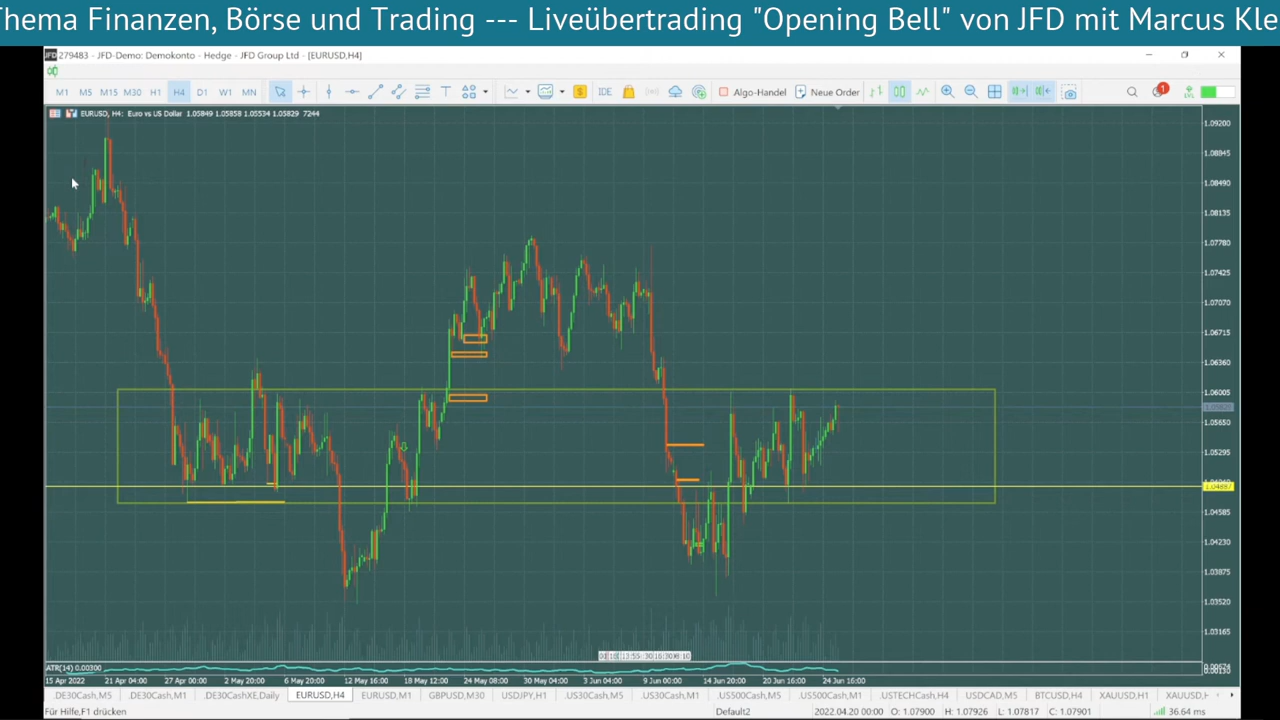 Thema Finanzen, Börse und Trading --- Liveübertrading "Opening Bell" von JFD mit Marcus Kle
JFD 279483 - JFD-Demo: Demokonto - Hedge - JFD Group Ltd - [EURUSD,H4]
M1 M5 M15 M30 H1 H4 D1 W1 MN T IDE Algo-Handel Neue Order 1 LVL
EURUSD, H4: Euro vs US Dollar 1.05849 1.05858 1.05534 1.05829 7244
1.09200
1.08945
1.08490
1.08135
1.07780
1.07425
1.07070
1.06715
1.06360
1.06005
1.05829
1.05650
1.05295
1.04887
1.04585
1.04230
1.03875
1.03520
1.03165
ATR(14) 0.00300
15 Apr 2022 21 Apr 04:00 27 Apr 00:00 2 May 20:00 6 May 20:00 12 May 16:00 18 May 12:00 24 May 08:00 30 May 04:00 3 Jun 04:00 9 Jun 00:00 14 Jun 20:00 20 Jun 16:00 24 Jun 16:00
.DE30Cash,M5 .DE30Cash,M1 .DE30CashXE,Daily EURUSD,H4 EURUSD,M1 GBPUSD,M30 USDJPY,H1 .US30Cash,M5 .US30Cash,M1 .US500Cash,M5 .US500Cash,M1 .USTECHCash,H4 USDCAD,M5 BTCUSD,H4 XAUUSD,H1 XAUUSD,
Für Hilfe,F1 drücken Default2 2022.04.20 00:00 O: 1.07900 H: 1.07926 L: 1.07817 C: 1.07901 36.64 ms